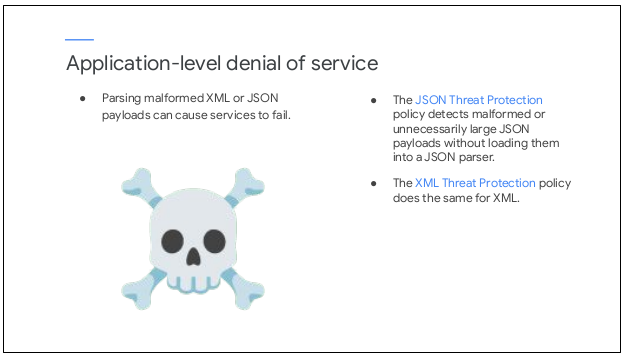 Application-level denial of service
● Parsing malformed XML or JSON
payloads can cause services to fail.
● The JSON Threat Protection
policy detects malformed or
unnecessarily large JSON
payloads without loading them
into a JSON parser.
● The XML Threat Protection policy
does the same for XML.